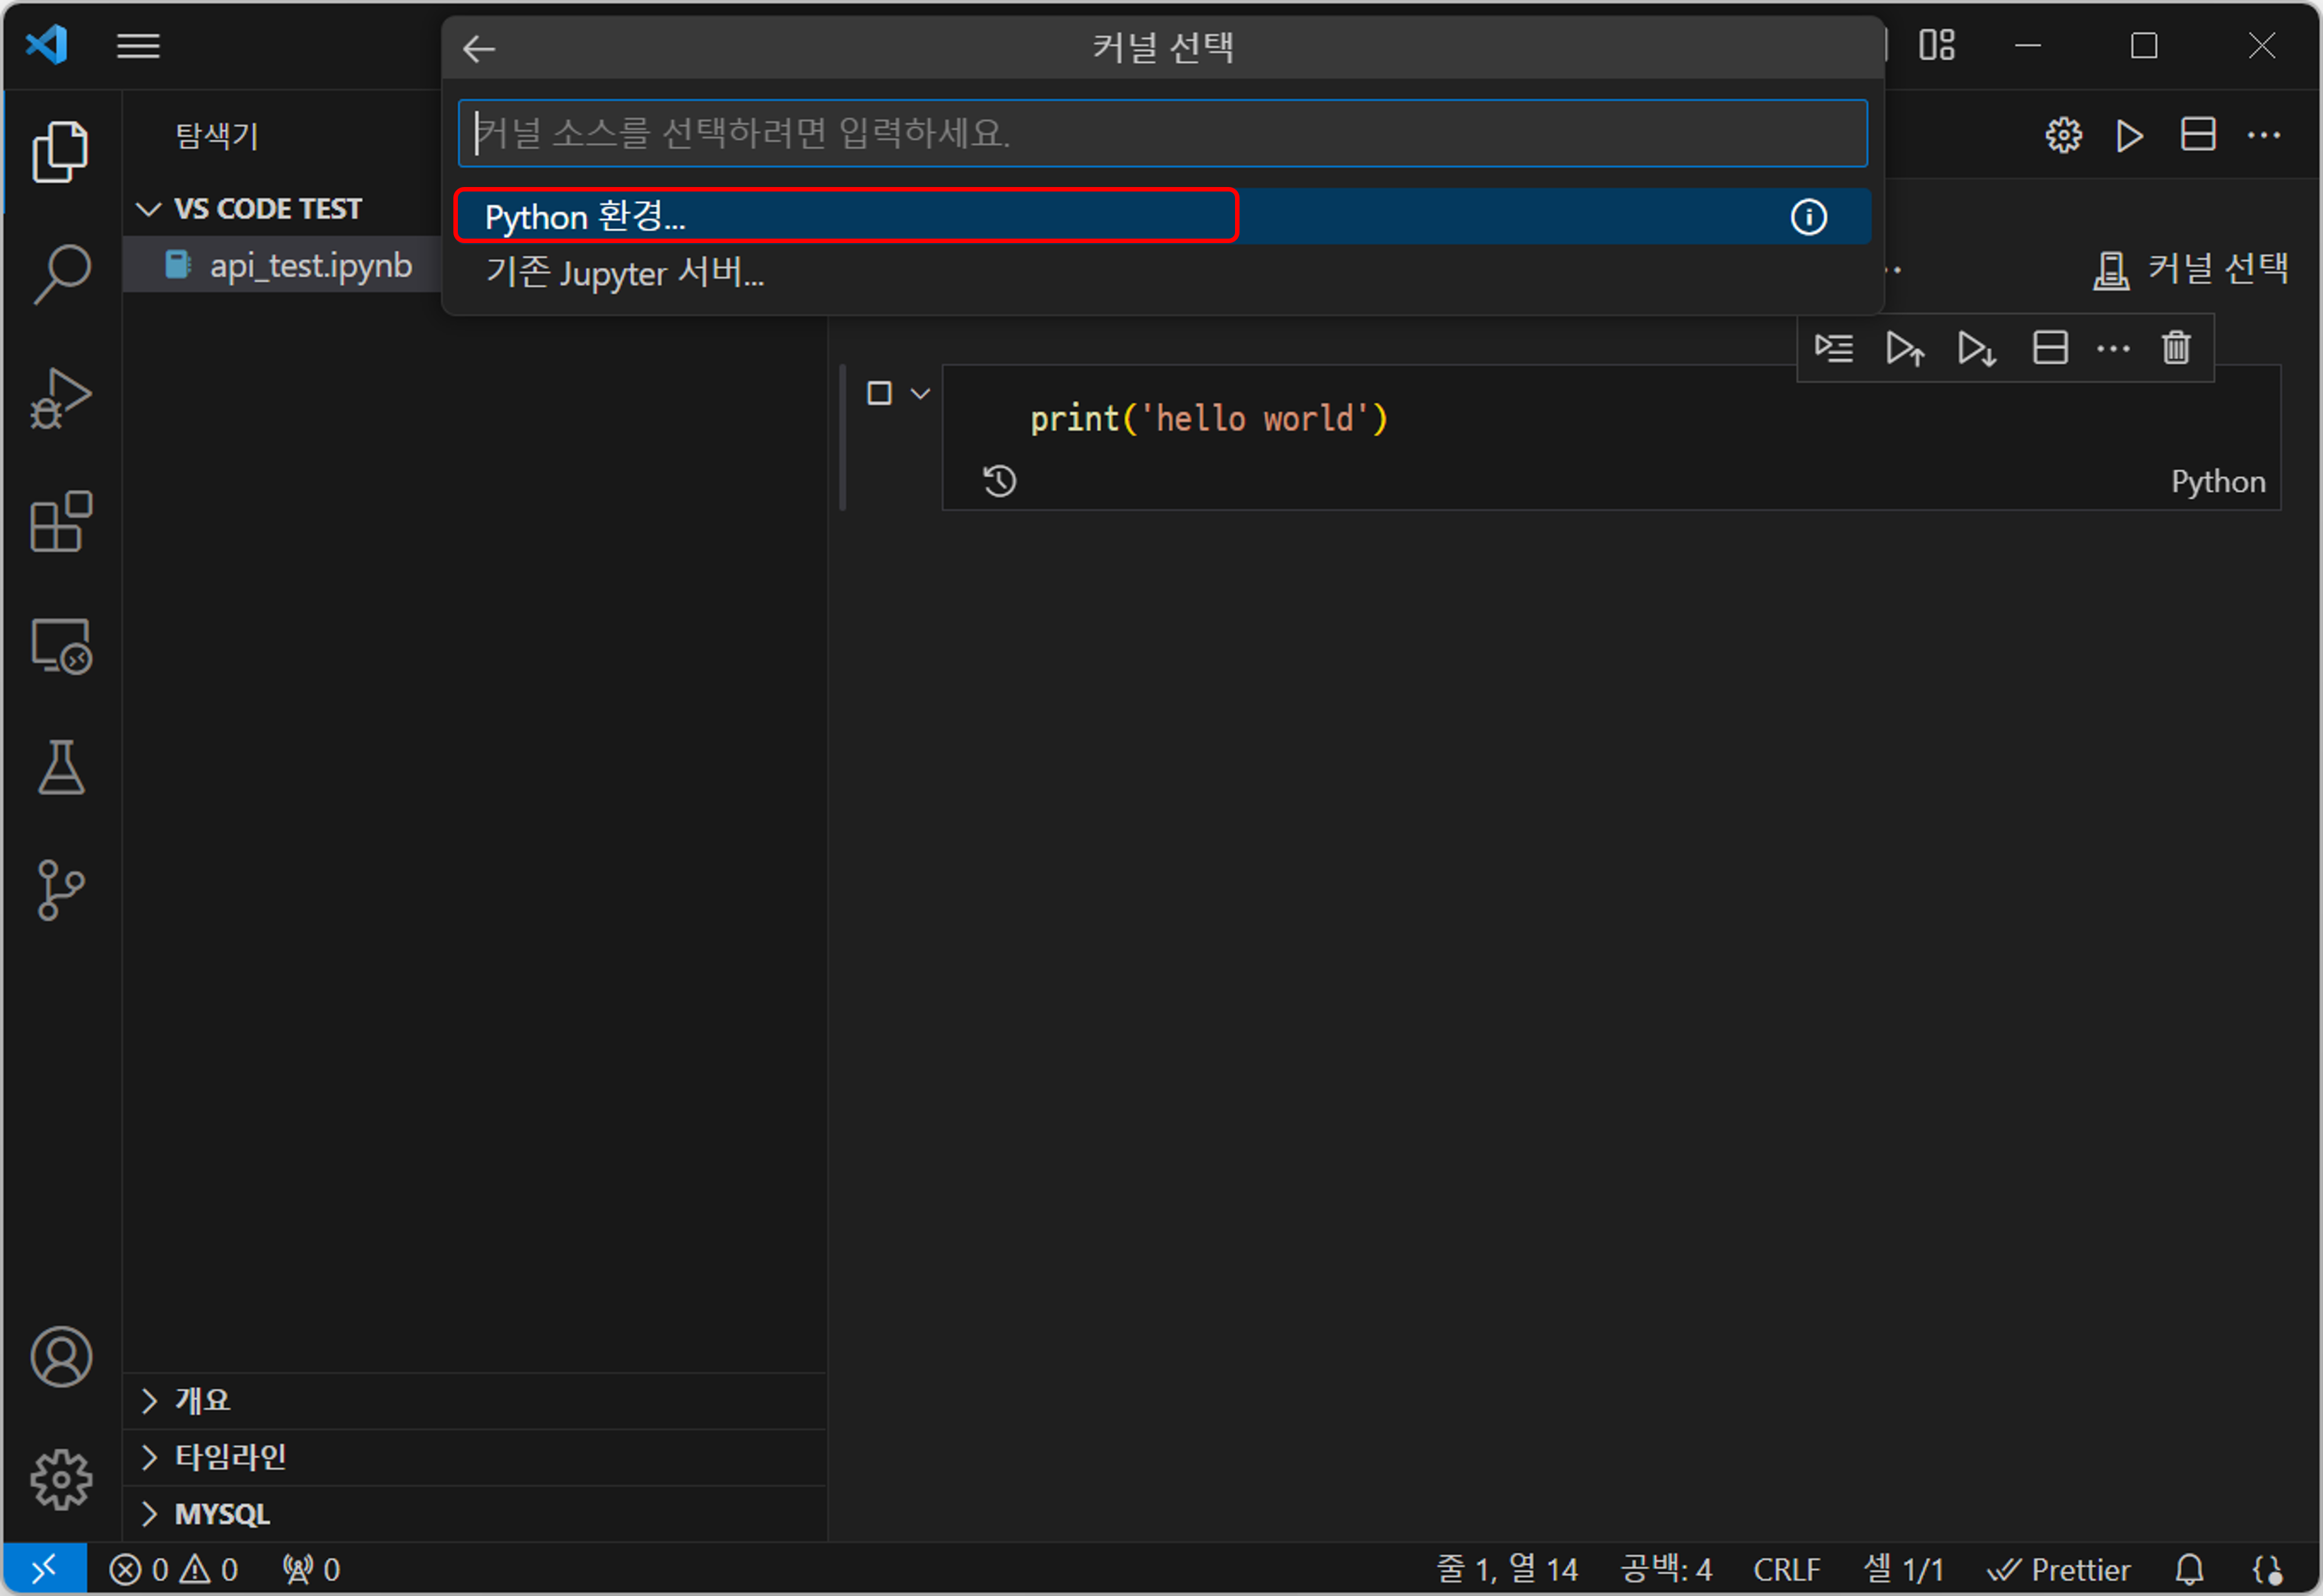 커널 선택
커널 소스를 선택하려면 입력하세요.
Python 환경...
기존 Jupyter 서버...
탐색기
VS CODE TEST
api_test.ipynb
커널 선택
print('hello world')
Python
개요
타임라인
MYSQL
0 0 0 줄 1, 열 14 공백: 4 CRLF 셀 1/1 Prettier